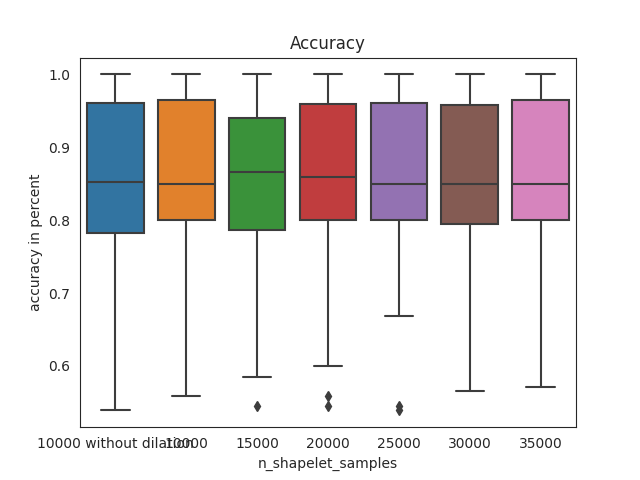 Accuracy
accuracy in percent
1.0
0.9
0.8
0.7
0.6
10000 without dilation 10000 15000 20000 25000 30000 35000
n_shapelet_samples